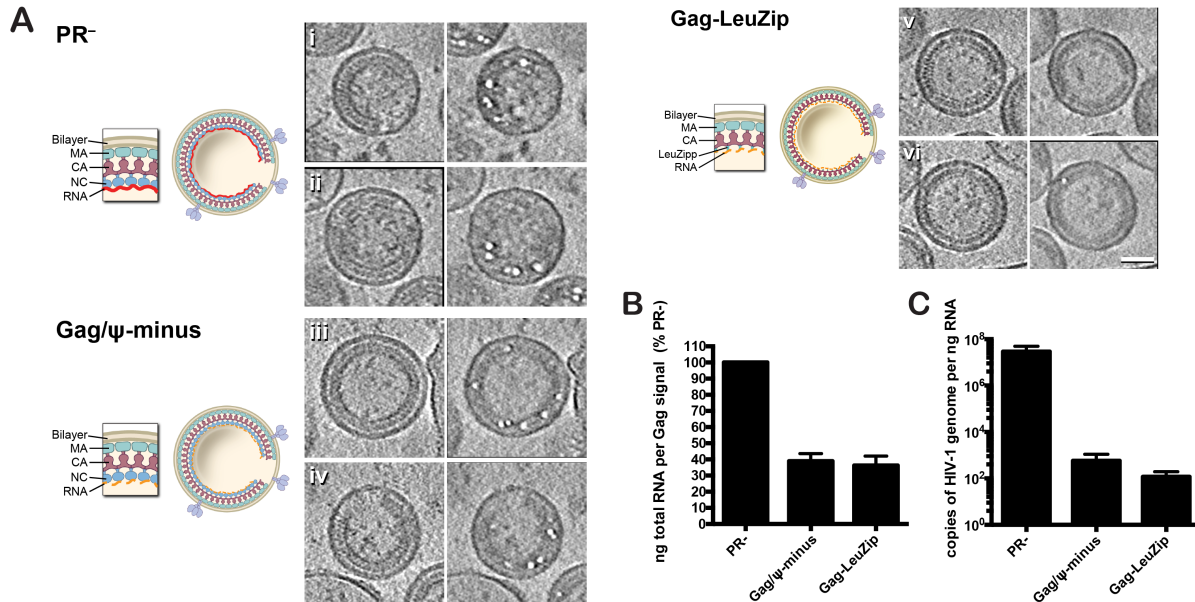 A
PR–
i
Bilayer
MA
CA
NC
RNA
ii
Gag/ψ-minus
iii
Bilayer
MA
CA
NC
RNA
iv
Gag-LeuZip
v
Bilayer
MA
CA
LeuZipp
RNA
vi
B
ng total RNA per Gag signal (% PR-)
110
100
90
80
70
60
50
40
30
20
10
0
PR-
Gag/ψ-minus
Gag-LeuZip
C
copies of HIV-1 genome per ng RNA
10⁸
10⁶
10⁴
10²
10⁰
PR-
Gag/ψ-minus
Gag-LeuZip